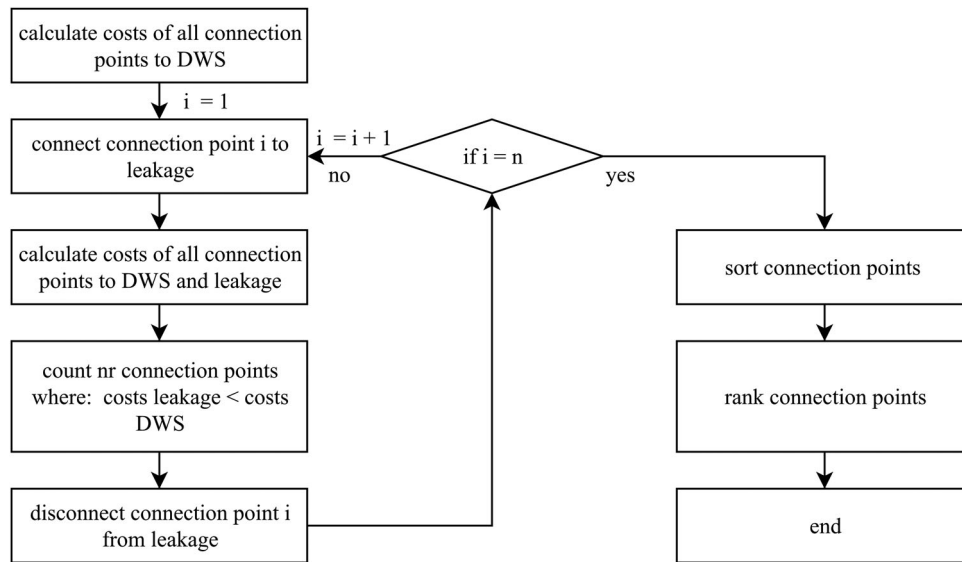 calculate costs of all connection
points to DWS
i = 1
connect connection point i to
leakage
calculate costs of all connection
points to DWS and leakage
count nr connection points
where: costs leakage < costs
DWS
disconnect connection point i
from leakage
if i = n
i = i + 1
no
yes
sort connection points
rank connection points
end